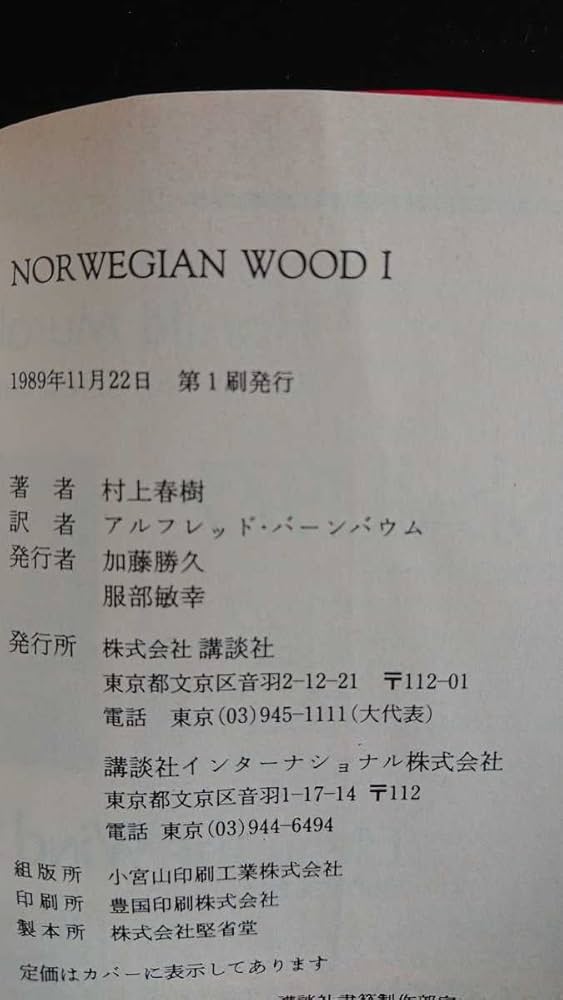 NORWEGIAN WOOD I
1989年11月22日 第1刷発行
著 者 村上春樹
訳 者 アルフレッド・バーンバウム
発行者 加藤勝久
服部敏幸
発行所 株式会社 講談社
東京都文京区音羽2-12-21 〒112-01
電話 東京(03)945-1111(大代表)
講談社インターナショナル株式会社
東京都文京区音羽1-17-14 〒112
電話 東京(03)944-6494
組版所 小宮山印刷工業株式会社
印刷所 豊国印刷株式会社
製本所 株式会社堅省堂
定価はカバーに表示してあります